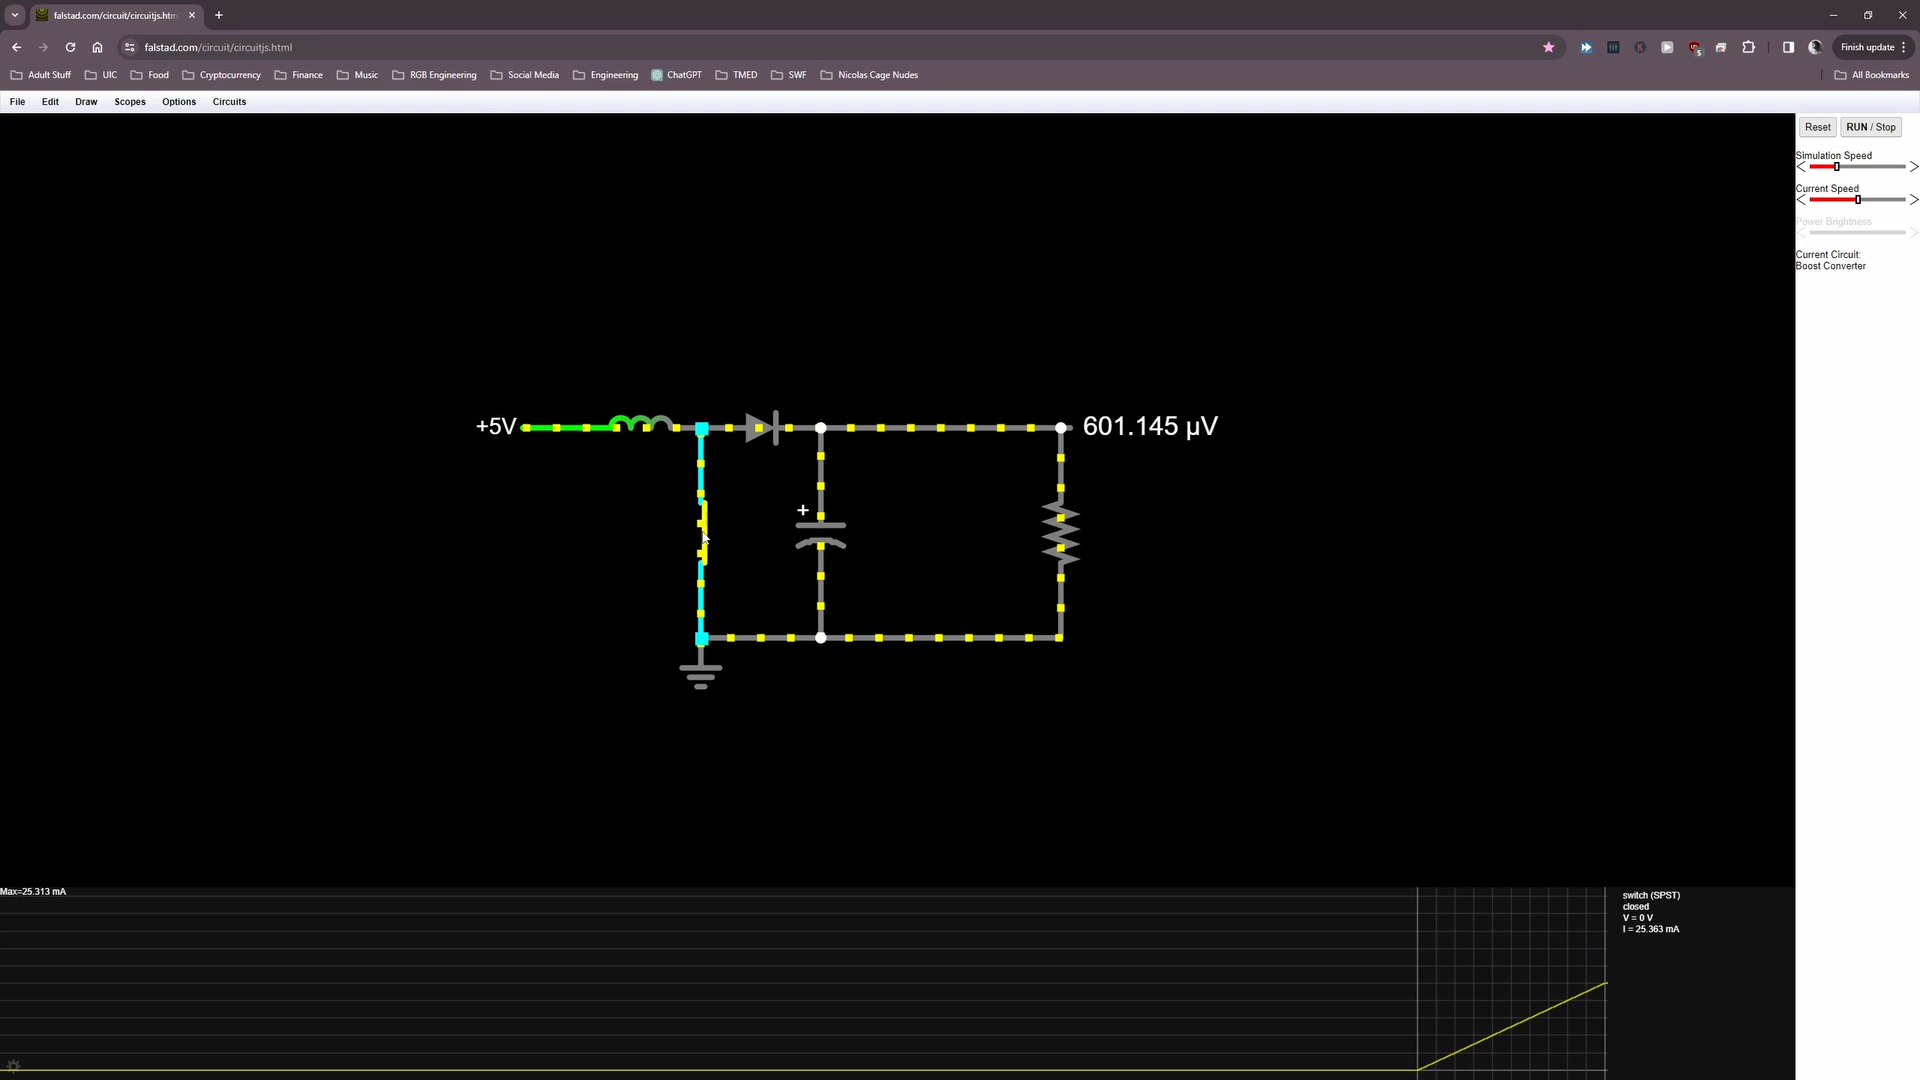 falstad.com/circuit/circuitjs.htm
falstad.com/circuit/circuitjs.html
5
Finish update
Adult Stuff UIC Food Cryptocurrency Finance Music RGB Engineering Social Media Engineering ChatGPT TMED SWF Nicolas Cage Nudes All Bookmarks
File Edit Draw Scopes Options Circuits
Reset RUN / Stop
Simulation Speed
Current Speed
Power Brightness
Current Circuit:
Boost Converter
+5V 601.145 µV
+
Max=25.313 mA
switch (SPST)
closed
V = 0 V
I = 25.363 mA